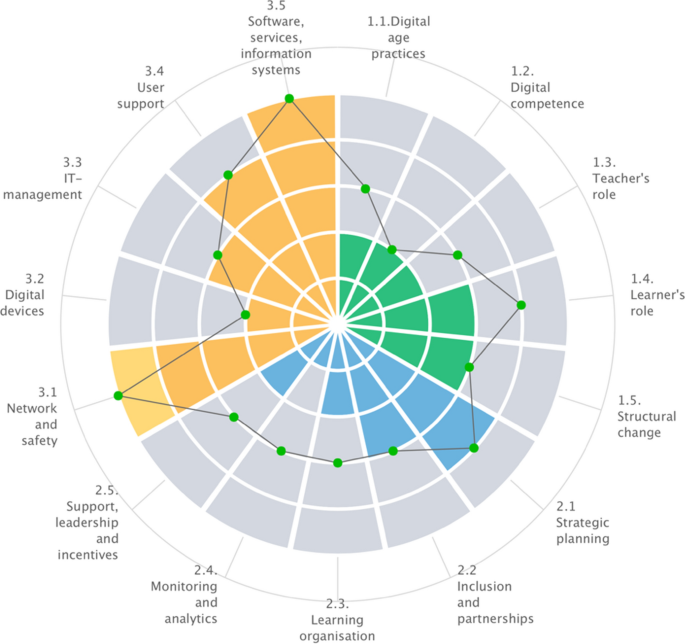 3.5
Software,
services,
information
systems
1.1.Digital
age
practices
1.2.
Digital
competence
1.3.
Teacher's
role
1.4.
Learner's
role
1.5.
Structural
change
2.1
Strategic
planning
2.2
Inclusion
and
partnerships
2.3.
Learning
organisation
2.4.
Monitoring
and
analytics
2.5.
Support,
leadership
and
incentives
3.1
Network
and
safety
3.2
Digital
devices
3.3
IT-
management
3.4
User
support